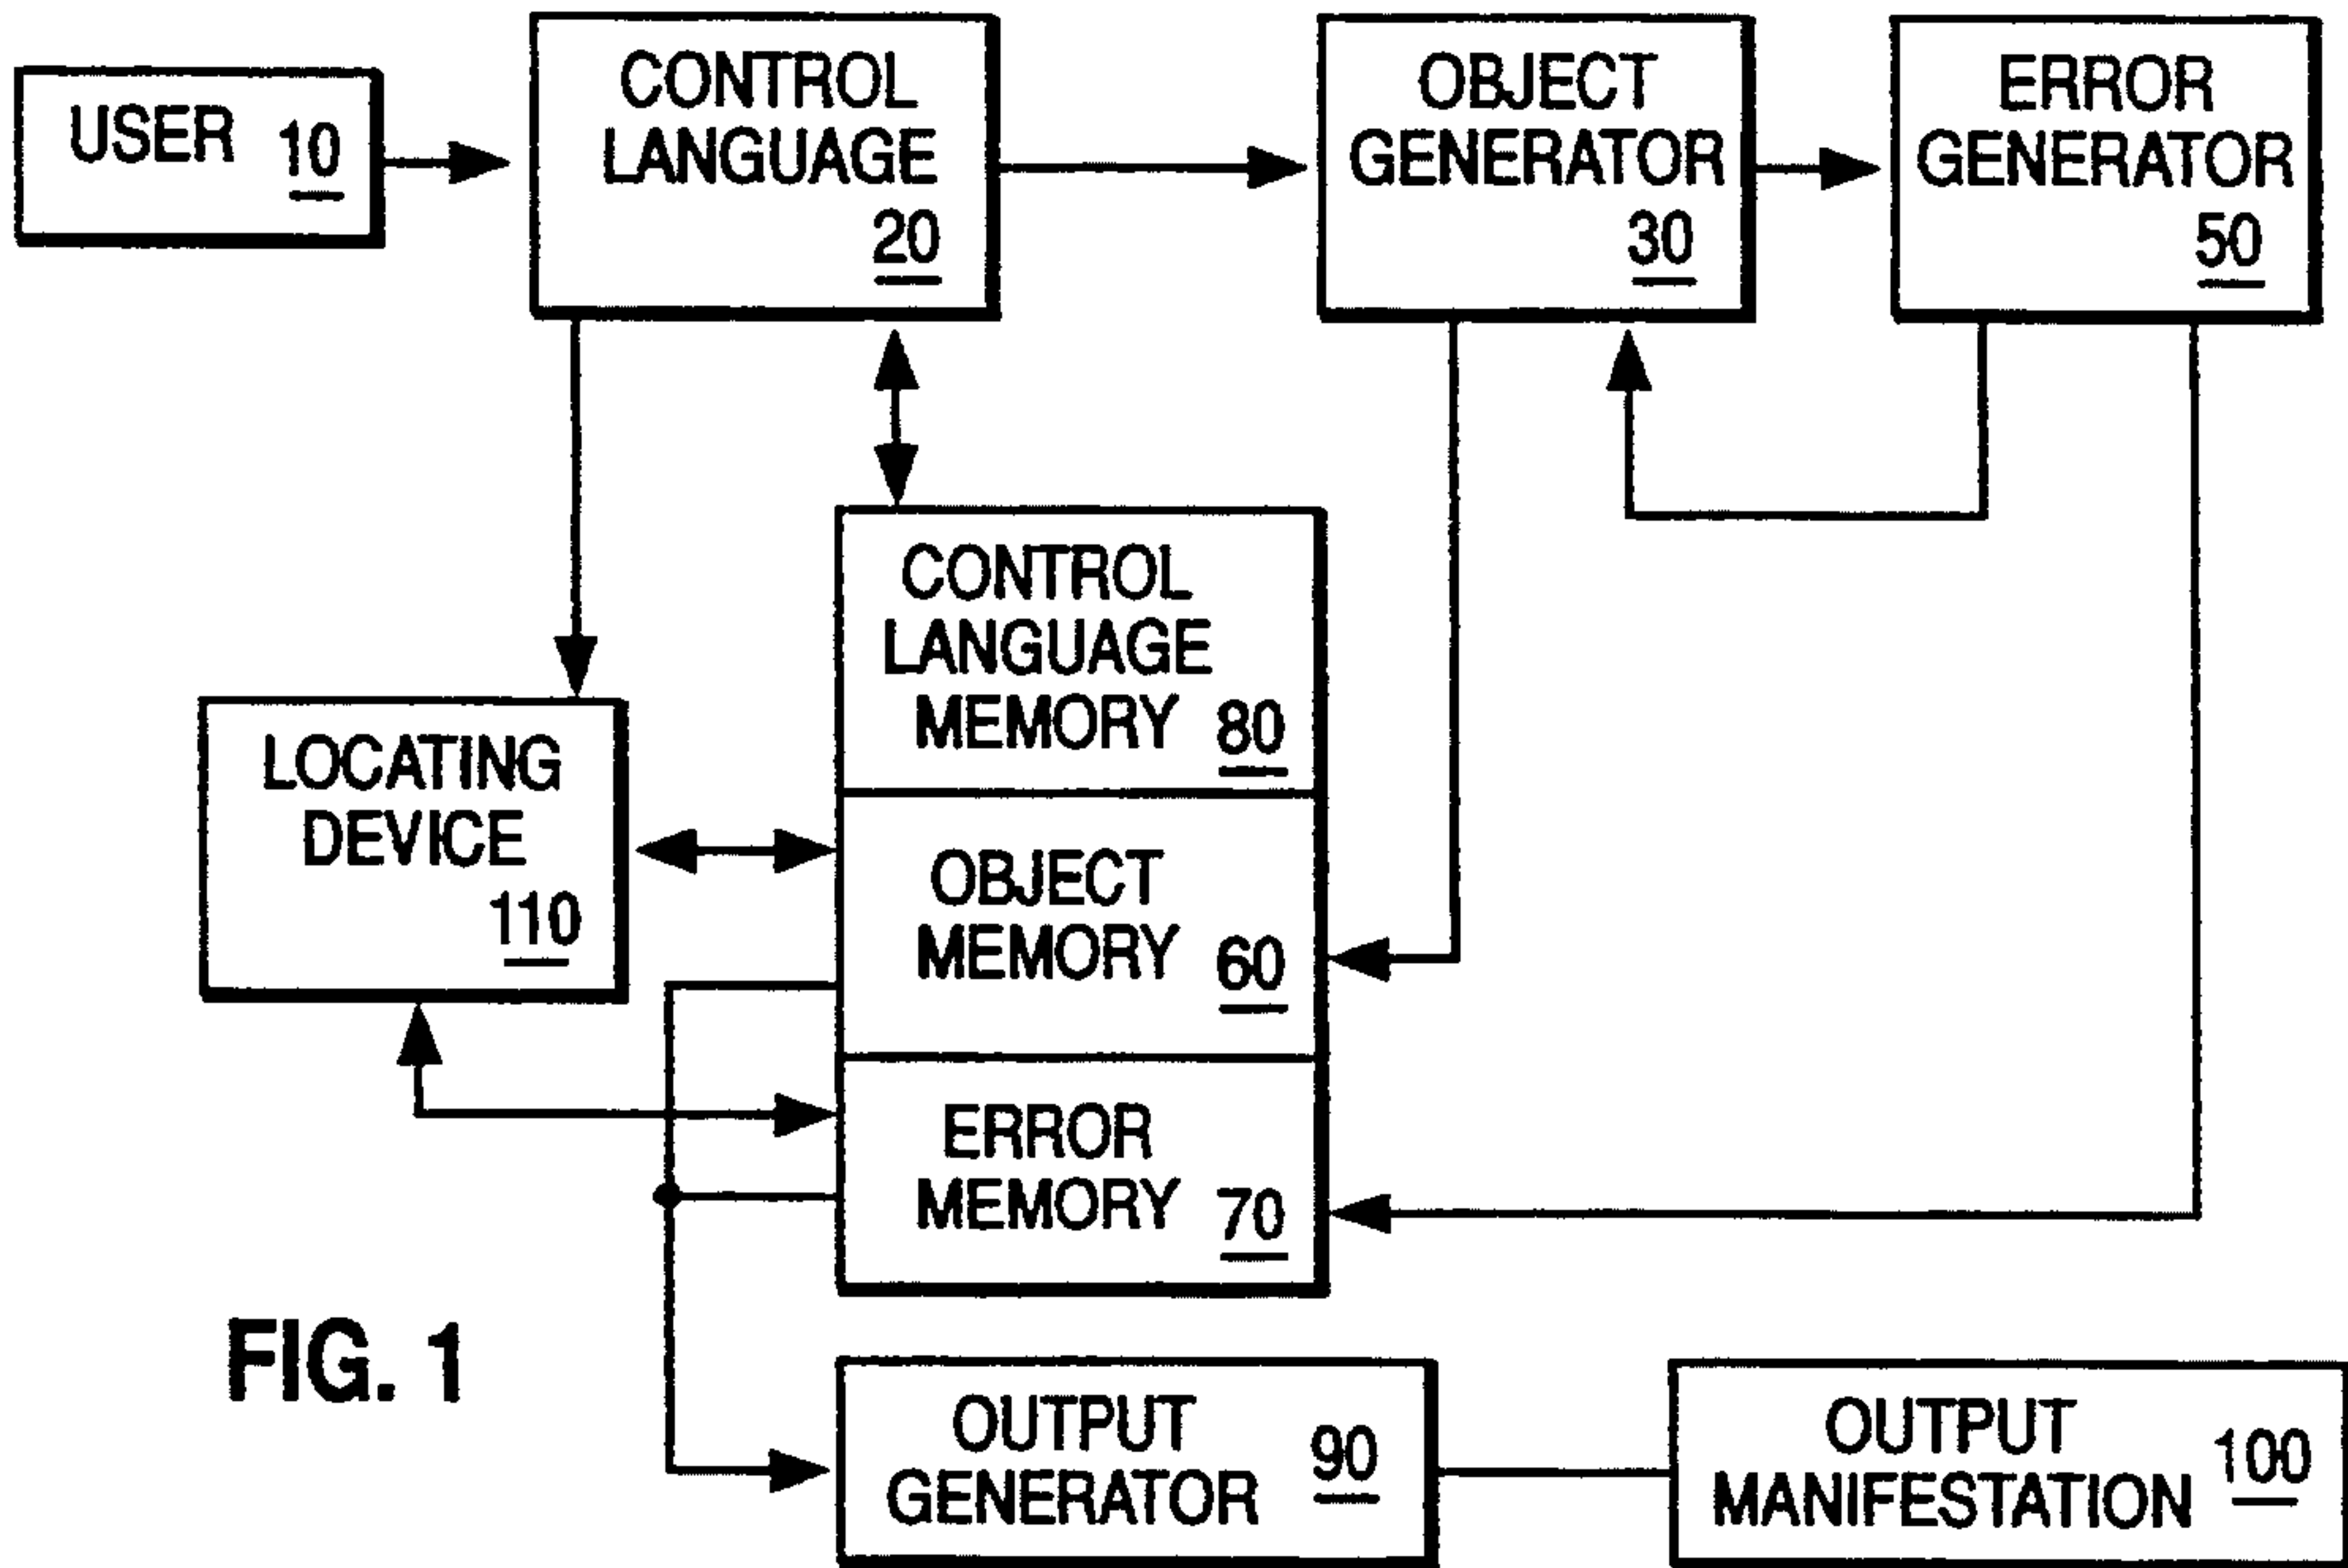 USER 10
CONTROL
LANGUAGE
20
OBJECT
GENERATOR
30
ERROR
GENERATOR
50
CONTROL
LANGUAGE
MEMORY 80
LOCATING
DEVICE
110
OBJECT
MEMORY 60
ERROR
MEMORY 70
FIG. 1
OUTPUT
GENERATOR 90
OUTPUT
MANIFESTATION 100